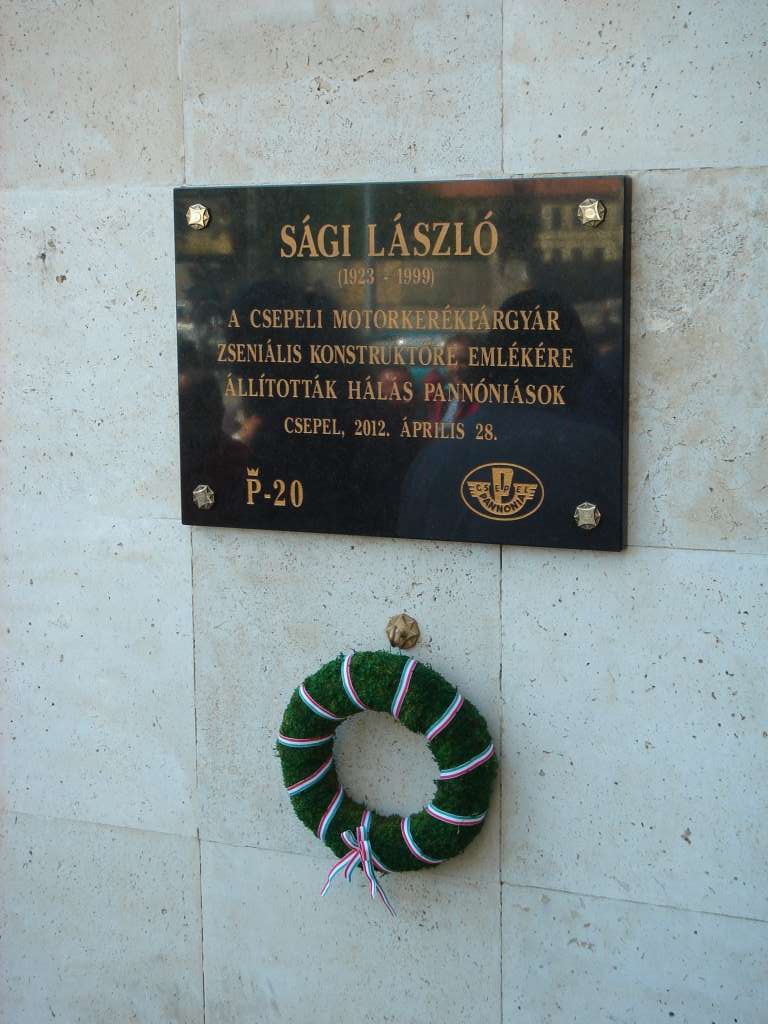 SÁGI LÁSZLÓ
(1923 - 1999)
A CSEPELI MOTORKERÉKPÁRGYÁR
ZSENIÁLIS KONSTRUKTŐRE EMLÉKÉRE
ÁLLÍTOTTÁK HÁLÁS PANNÓNIÁSOK
CSEPEL, 2012. ÁPRILIS 28.
P-20
CSEPEL
PANNONIA